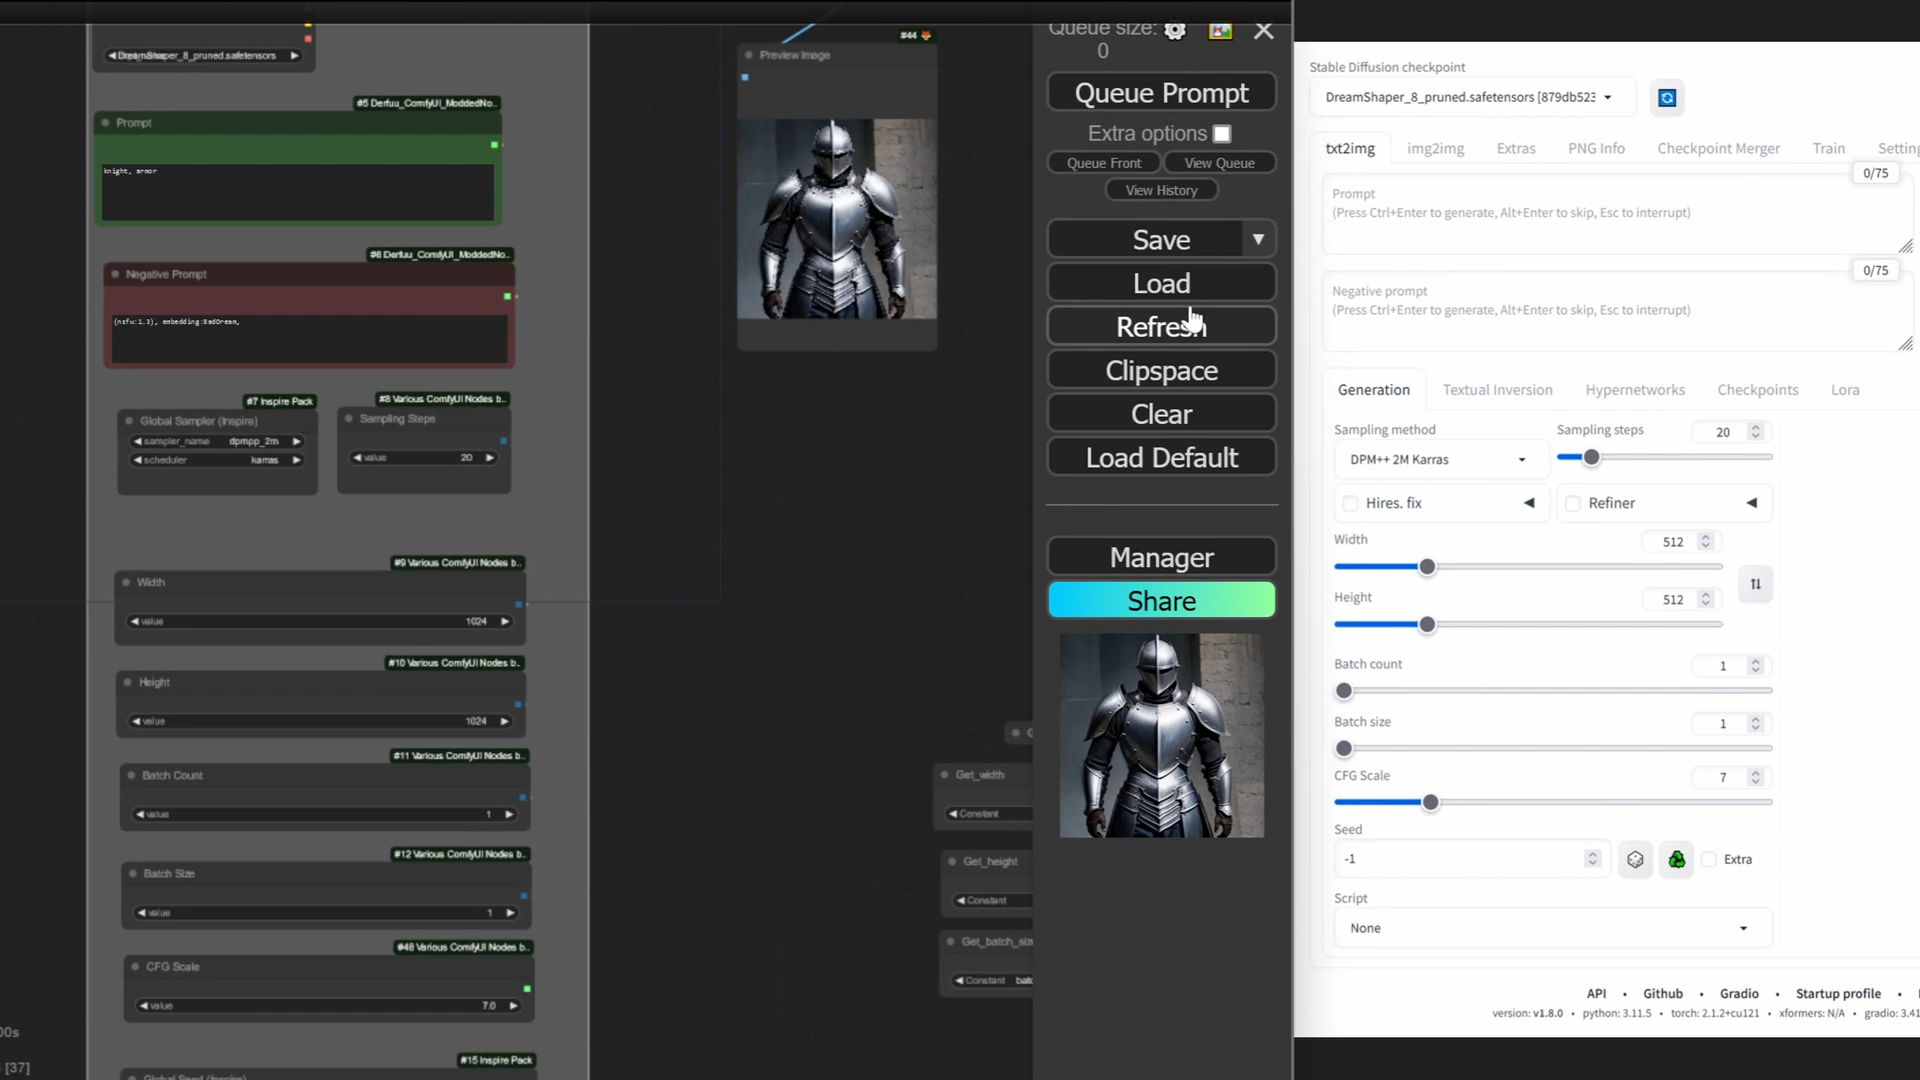 DreamShaper_8_pruned.safetensors
#5 Derfuu_ComfyUI_ModdedNo..
Prompt
knight, armor
#6 Derfuu_ComfyUI_ModdedNo..
Negative Prompt
(nsfw:1.3), embedding:BadDream,
#7 Inspire Pack
Global Sampler (Inspire)
sampler_name dpmpp_2m
scheduler karras
#8 Various ComfyUI Nodes b..
Sampling Steps
value 20
#9 Various ComfyUI Nodes b..
Width
value 1024
#10 Various ComfyUI Nodes b..
Height
value 1024
#11 Various ComfyUI Nodes b..
Batch Count
value 1
#12 Various ComfyUI Nodes b..
Batch Size
value 1
#48 Various ComfyUI Nodes b..
CFG Scale
value 7.0
#15 Inspire Pack
Global Seed (Inspire)
00s
[37]
#44
Preview Image
Get_width
Constant
Get_height
Constant
Get_batch_siz
Constant batc
Queue size:
0
Queue Prompt
Extra options
Queue Front View Queue
View History
Save
Load
Refresh
Clipspace
Clear
Load Default
Manager
Share
Stable Diffusion checkpoint
DreamShaper_8_pruned.safetensors [879db523
txt2img img2img Extras PNG Info Checkpoint Merger Train Setting
0/75
Prompt
(Press Ctrl+Enter to generate, Alt+Enter to skip, Esc to interrupt)
0/75
Negative prompt
(Press Ctrl+Enter to generate, Alt+Enter to skip, Esc to interrupt)
Generation Textual Inversion Hypernetworks Checkpoints Lora
Sampling method
DPM++ 2M Karras
Sampling steps 20
Hires. fix
Refiner
Width 512
Height 512
Batch count 1
Batch size 1
CFG Scale 7
Seed
-1
Extra
Script
None
API • Github • Gradio • Startup profile •
version: v1.8.0 • python: 3.11.5 • torch: 2.1.2+cu121 • xformers: N/A • gradio: 3.41